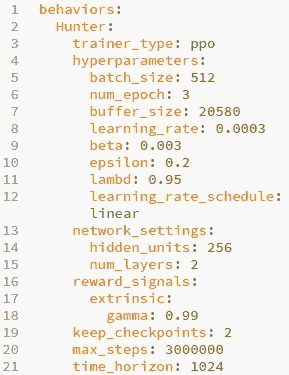 1 behaviors:
2 Hunter:
3 trainer_type: ppo
4 hyperparameters:
5 batch_size: 512
6 num_epoch: 3
7 buffer_size: 20580
8 learning_rate: 0.0003
9 beta: 0.003
10 epsilon: 0.2
11 lambd: 0.95
12 learning_rate_schedule:
linear
13 network_settings:
14 hidden_units: 256
15 num_layers: 2
16 reward_signals:
17 extrinsic:
18 gamma: 0.99
19 keep_checkpoints: 2
20 max_steps: 3000000
21 time_horizon: 1024